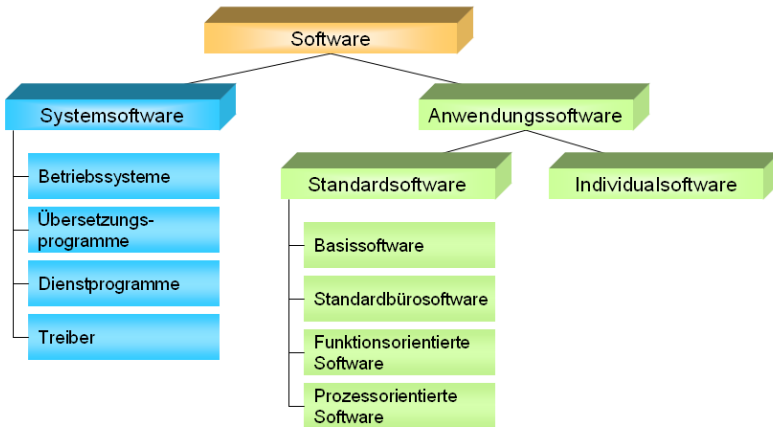 Software
Systemsoftware
Anwendungssoftware
Betriebssysteme
Übersetzungs-
programme
Dienstprogramme
Treiber
Standardsoftware
Individualsoftware
Basissoftware
Standardbürosoftware
Funktionsorientierte
Software
Prozessorientierte
Software